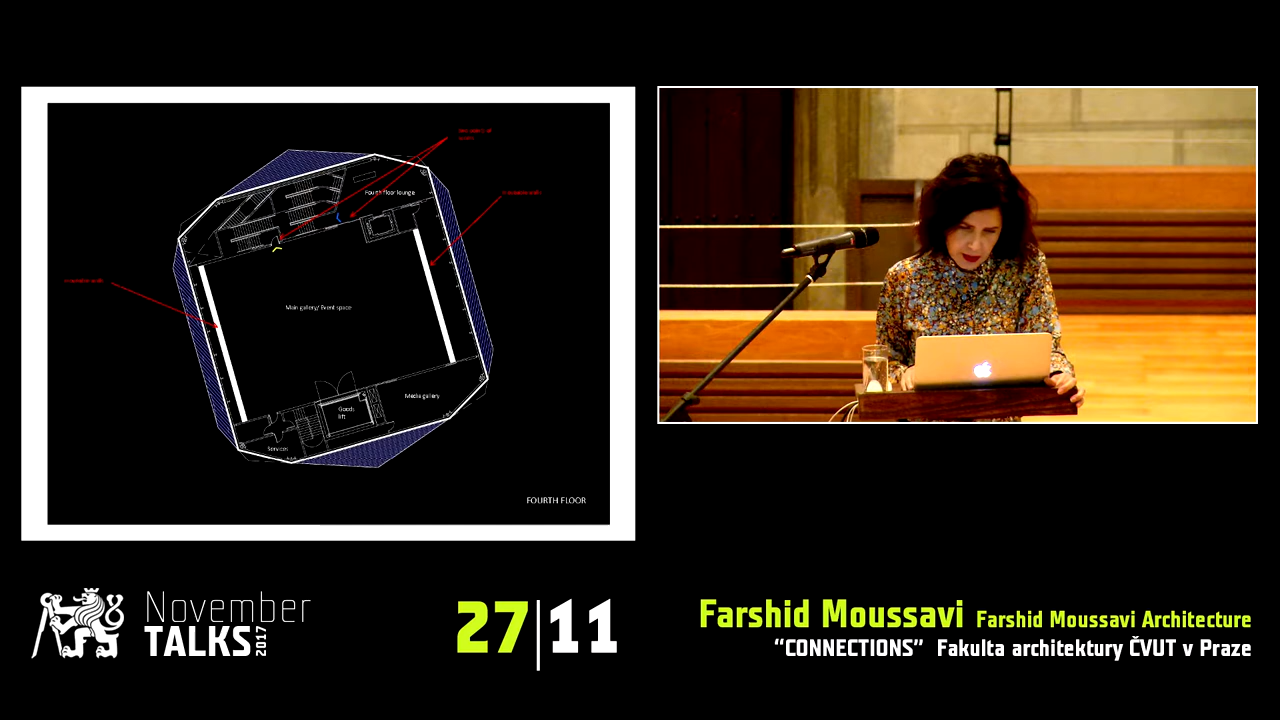 Fourth floor lounge
Main gallery/ Event space
Media gallery
Goods
lift
Services
FOURTH FLOOR
November
TALKS 2017
27|11
Farshid Moussavi Farshid Moussavi Architecture
“CONNECTIONS” Fakulta architektury ČVUT v Praze